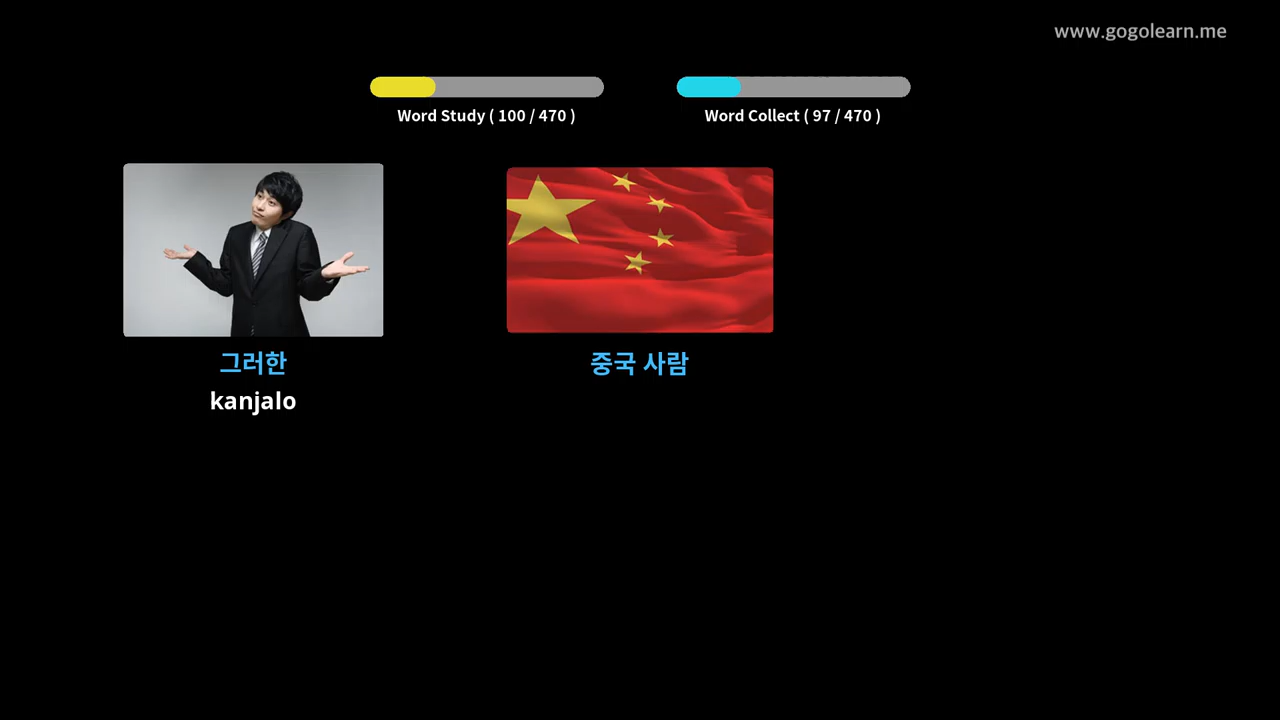 www.gogolearn.me
Word Study ( 100 / 470 )
Word Collect ( 97 / 470 )
그러한
kanjalo
중국 사람